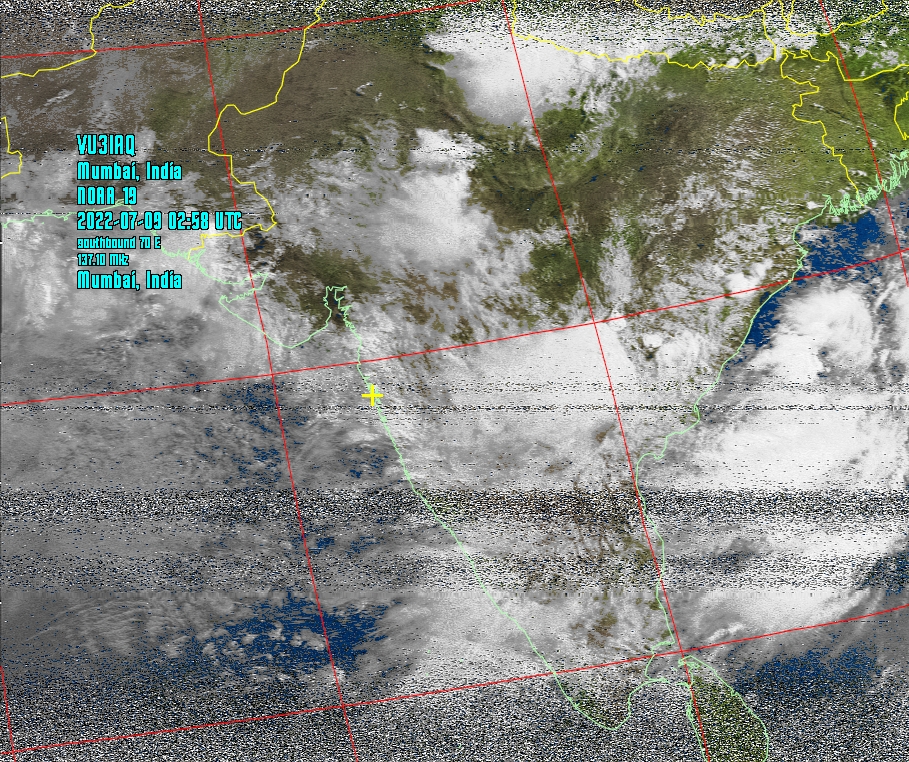 VU3IAQ
Mumbai, India
NOAA 19
2022-07-09 02:58 UTC
southbound 70 E
137.10 MHz
Mumbai, India